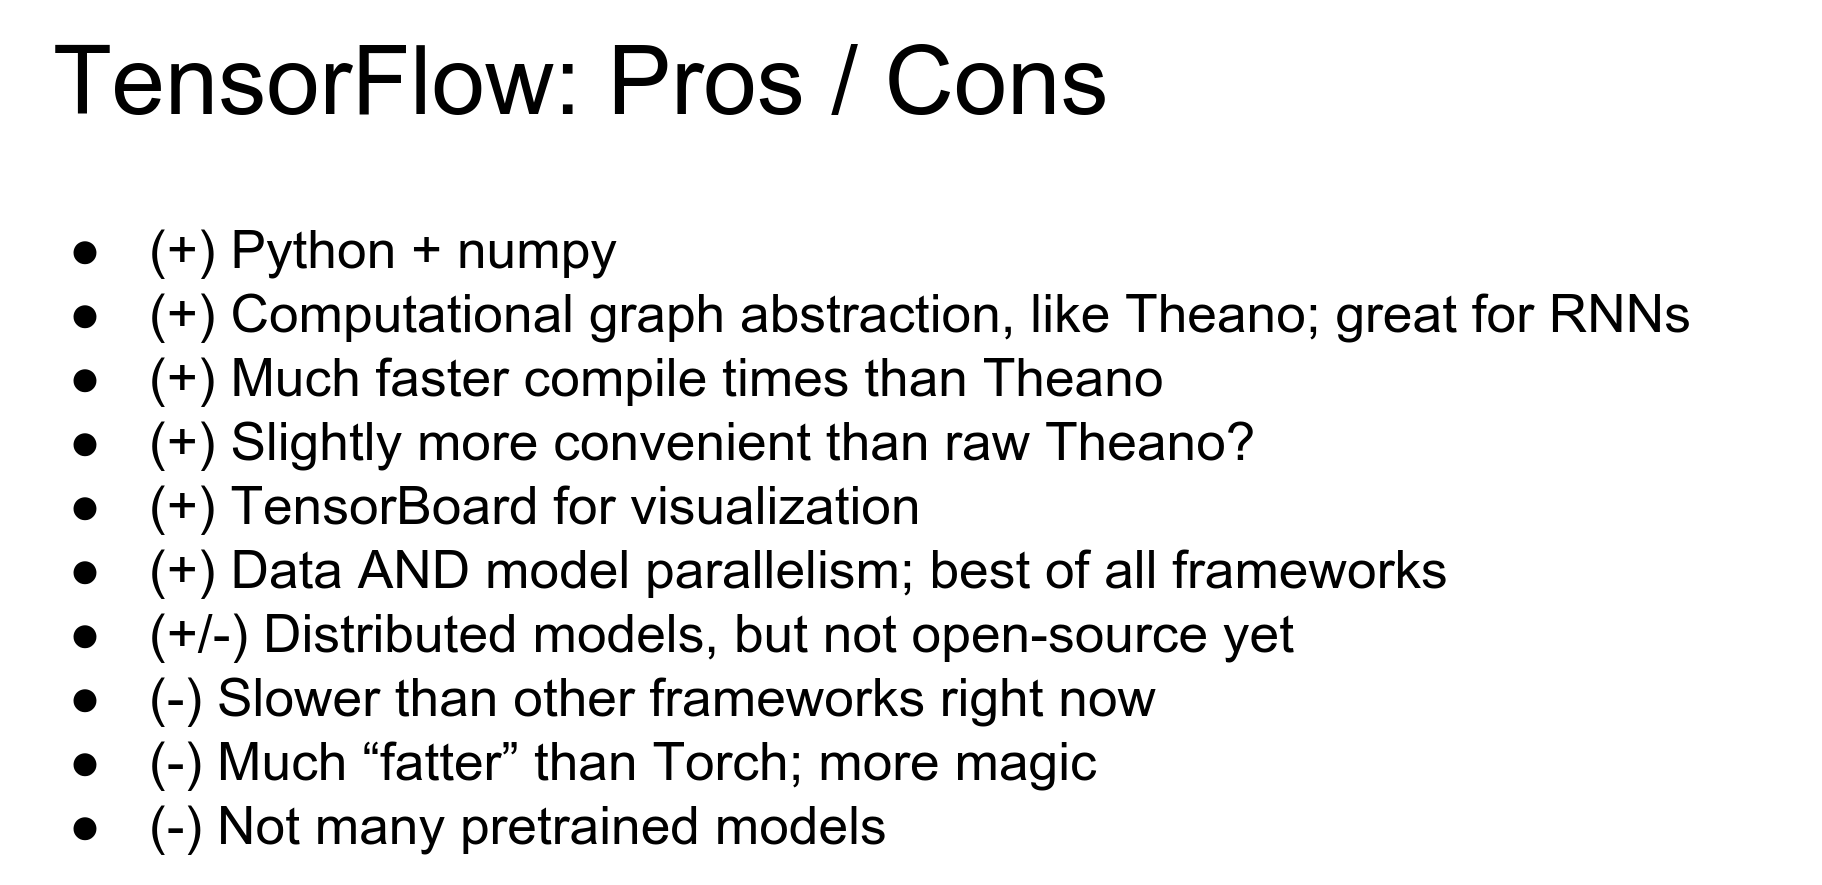 TensorFlow: Pros / Cons
● (+) Python + numpy
● (+) Computational graph abstraction, like Theano; great for RNNs
● (+) Much faster compile times than Theano
● (+) Slightly more convenient than raw Theano?
● (+) TensorBoard for visualization
● (+) Data AND model parallelism; best of all frameworks
● (+/-) Distributed models, but not open-source yet
● (-) Slower than other frameworks right now
● (-) Much “fatter” than Torch; more magic
● (-) Not many pretrained models